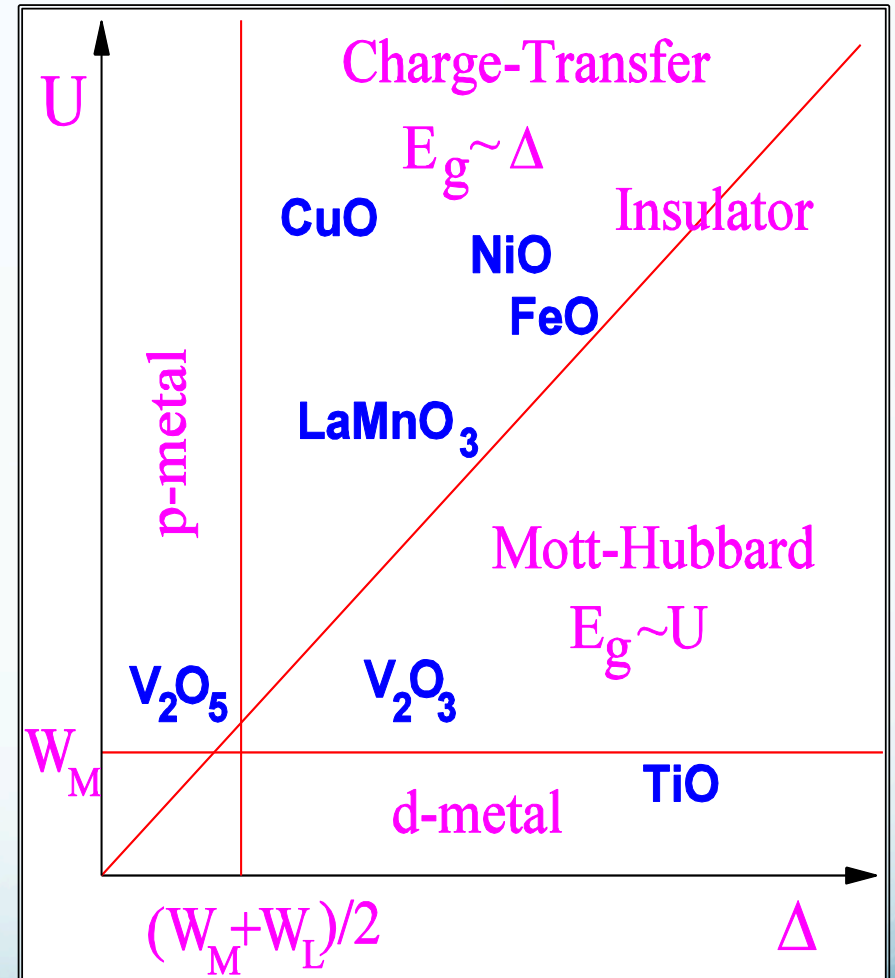 Charge-Transfer
U
E_g~ Δ
Insulator
CuO
NiO
FeO
p-metal
LaMnO₃
Mott-Hubbard
E_g~U
V₂O₅
V₂O₃
W_M
TiO
d-metal
(W_M+W_L)/2
Δ